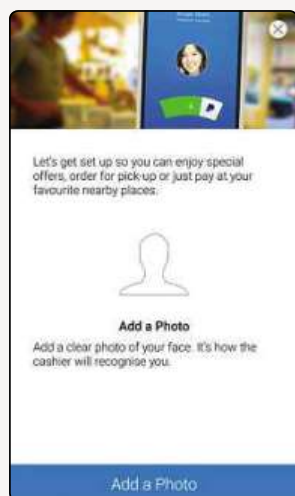 Let's get set up so you can enjoy special
offers, order for pick-up or just pay at your
favourite nearby places.
Add a Photo
Add a clear photo of your face. It's how the
cashier will recognise you.
Add a Photo